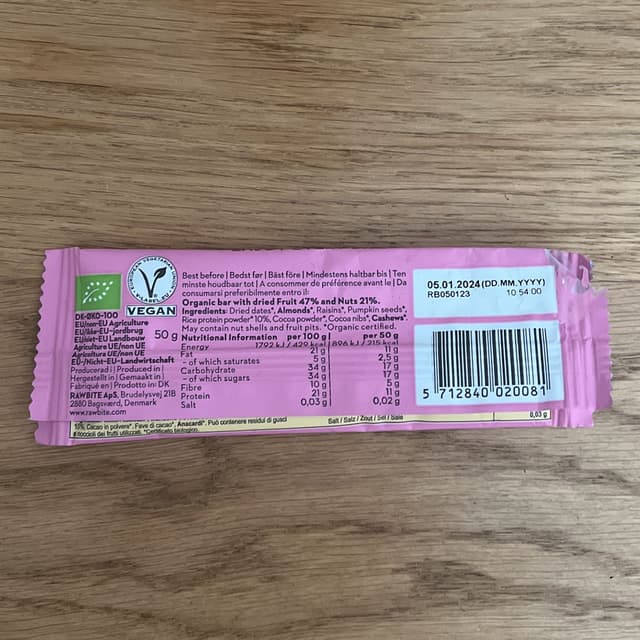 EUROPEAN VEGETARIAN UNION
V-LABEL.EU
VEGAN
DK-ØKO-100
EU/non-EU Agriculture
EU/ikke-EU-jordbrug
EU/niet-EU Landbouw
Agriculture UE/non UE
Agricoltura UE/non UE
EU-/Nicht-EU-Landwirtschaft
Producerad i | Produced in |
Hergestellt in | Gemaakt in |
Fabriqué en | Prodotto in: DK
RAWBITE ApS, Brudelysvej 21B
2880 Bagsværd, Denmark
www.rawbite.com
50 g
Best before | Bedst før | Bäst före | Mindestens haltbar bis | Ten
minste houdbaar tot | A consommer de préférence avant le | Da
consumarsi preferibilmente entro il:
Organic bar with dried Fruit 47% and Nuts 21%.
Ingredients: Dried dates*, Almonds*, Raisins*, Pumpkin seeds*,
Rice protein powder* 10%, Cocoa powder*, Cocoa nibs*, Cashews*.
May contain nut shells and fruit pits. *Organic certified.
Nutritional Information per 100 g | per 50 g
Energy 1792 kJ / 429 kcal | 896 kJ / 215 kcal
Fat 21 g 11 g
- of which saturates 5 g 2,5 g
Carbohydrate 34 g 17 g
- of which sugars 34 g 17 g
Fibre 10 g 5 g
Protein 21 g 11 g
Salt 0,03 g 0,02 g
05.01.2024 (DD.MM.YYYY)
RB050123 10 54 00
5 712840 020081
10%, Cacao in polvere*, Fave di cacao*, Anacardi*. Può contenere residui di gusci
e noccioli dei frutti utilizzati. *Certificato biologico.
Salt / Salz / Zout / Sel / Sale 0,03 g